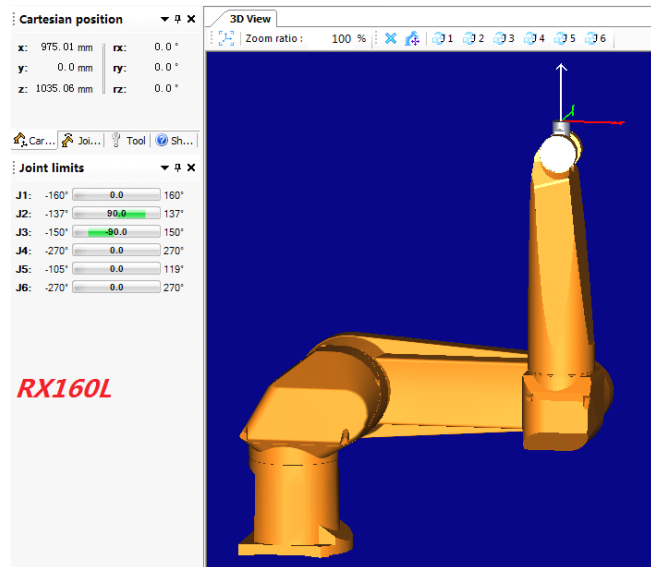 Cartesian position
x: 975.01 mm rx: 0.0 °
y: 0.0 mm ry: 0.0 °
z: 1035.06 mm rz: 0.0 °
Car... Joi... Tool Sh...
Joint limits
J1: -160° 0.0 160°
J2: -137° 90.0 137°
J3: -150° -90.0 150°
J4: -270° 0.0 270°
J5: -105° 0.0 119°
J6: -270° 0.0 270°
RX160L
3D View
Zoom ratio : 100 % 1 2 3 4 5 6